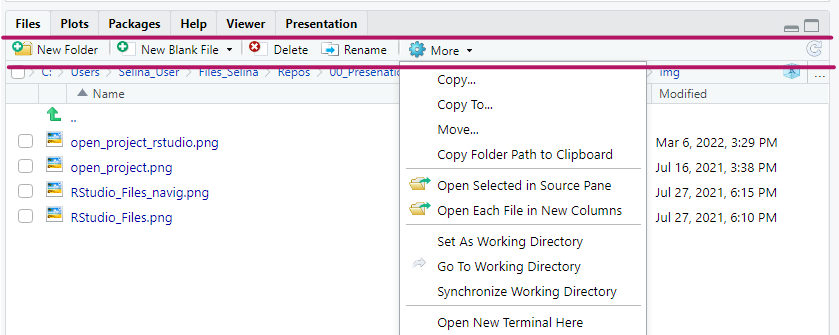 Files Plots Packages Help Viewer Presentation
New Folder New Blank File Delete Rename More
C: Users Selina_User Files_Selina Repos 00_Presenation img ...
Name Modified
..
open_project_rstudio.png Mar 6, 2022, 3:29 PM
open_project.png Jul 16, 2021, 3:38 PM
RStudio_Files_navig.png Jul 27, 2021, 6:15 PM
RStudio_Files.png Jul 27, 2021, 6:10 PM
Copy...
Copy To...
Move...
Copy Folder Path to Clipboard
Open Selected in Source Pane
Open Each File in New Columns
Set As Working Directory
Go To Working Directory
Synchronize Working Directory
Open New Terminal Here